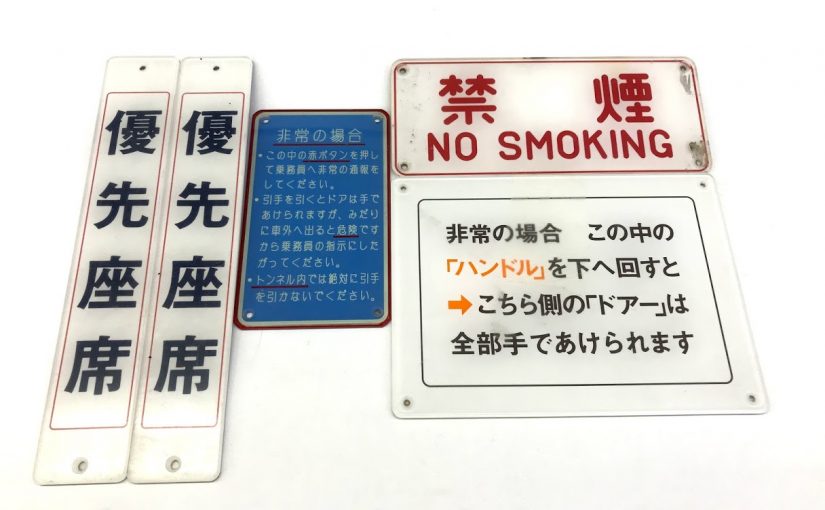 優先座席
優先座席
非常の場合
・この中の赤ボタンを押し
て乗務員へ非常の通報を
してください。
・引手を引くとドアは手で
あけられますが、みだり
に車外へ出ると危険です
から乗務員の指示にした
がってください。
・トンネル内では絶対に引手
を引かないでください。
禁煙
NO SMOKING
非常の場合　この中の
「ハンドル」を下へ回すと
➡こちら側の「ドアー」は
全部手であけられます